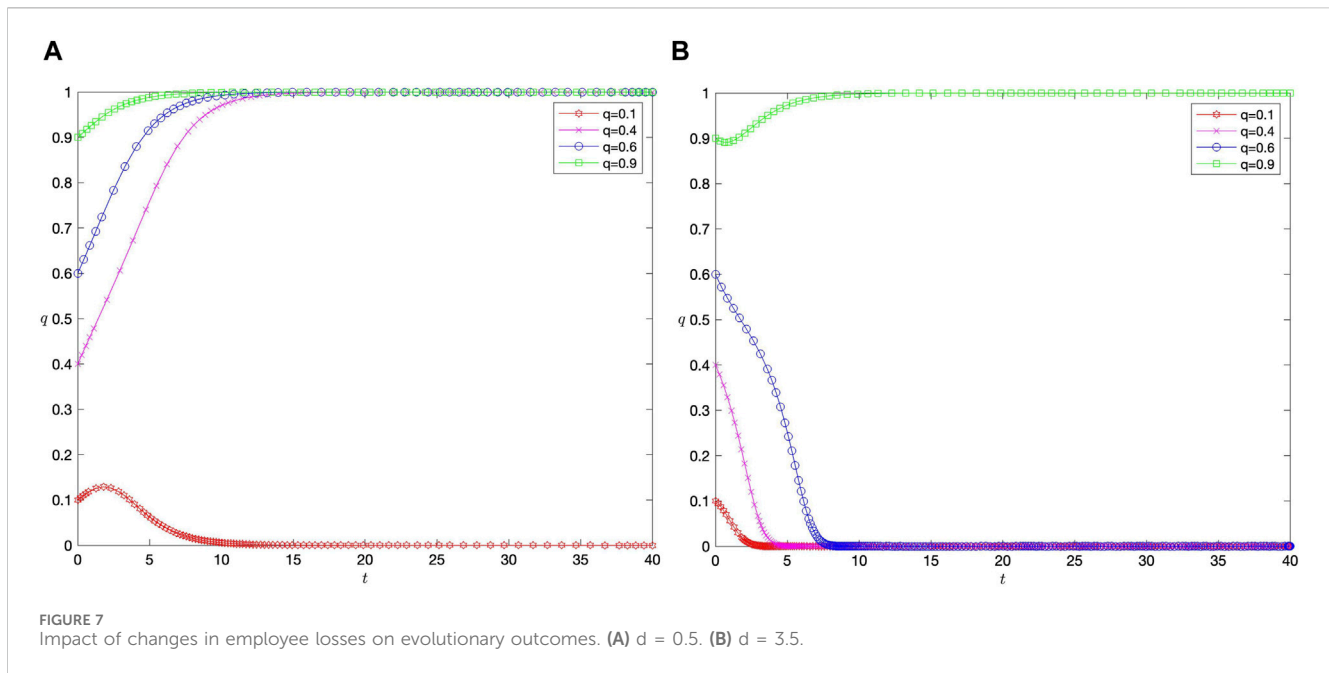 A
B
1
0.9
0.8
0.7
0.6
0.5
0.4
0.3
0.2
0.1
0
q
0 5 10 15 20 25 30 35 40
t
q=0.1
q=0.4
q=0.6
q=0.9
1
0.9
0.8
0.7
0.6
0.5
0.4
0.3
0.2
0.1
0
q
0 5 10 15 20 25 30 35 40
t
q=0.1
q=0.4
q=0.6
q=0.9
FIGURE 7
Impact of changes in employee losses on evolutionary outcomes. (A) d = 0.5. (B) d = 3.5.